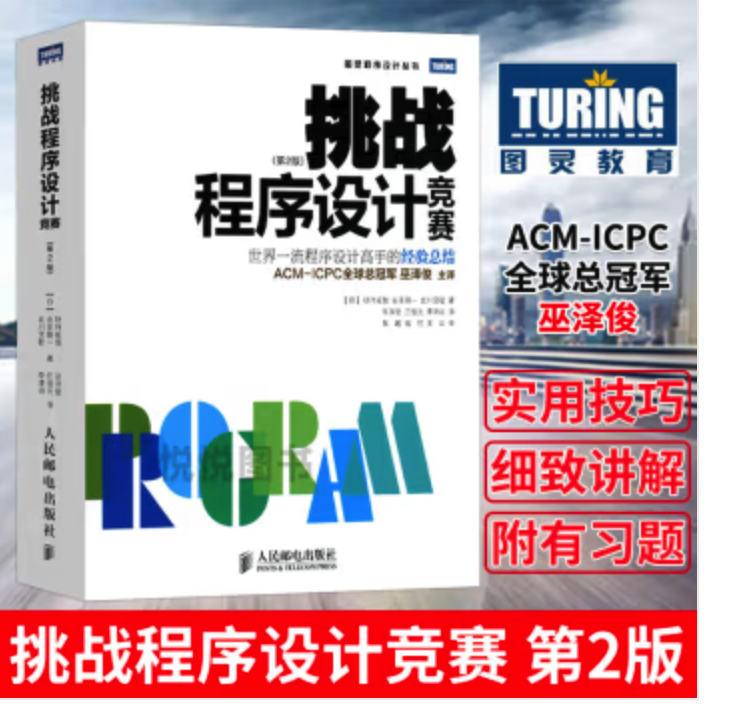 TURING
挑战程序设计
竞赛
【第2版】
人民邮电出版社
图灵程序设计丛书
TURING
挑战
(第2版)
程序设计
竞赛
世界一流程序设计高手的经验总结
ACM-ICPC全球总冠军 巫泽俊 主译
PROGRAM
悦悦图书
人民邮电出版社
POSTS & TELECOM PRESS
TURING
图灵教育
ACM-ICPC
全球总冠军
巫泽俊
实用技巧
细致讲解
附有习题
挑战程序设计竞赛 第2版